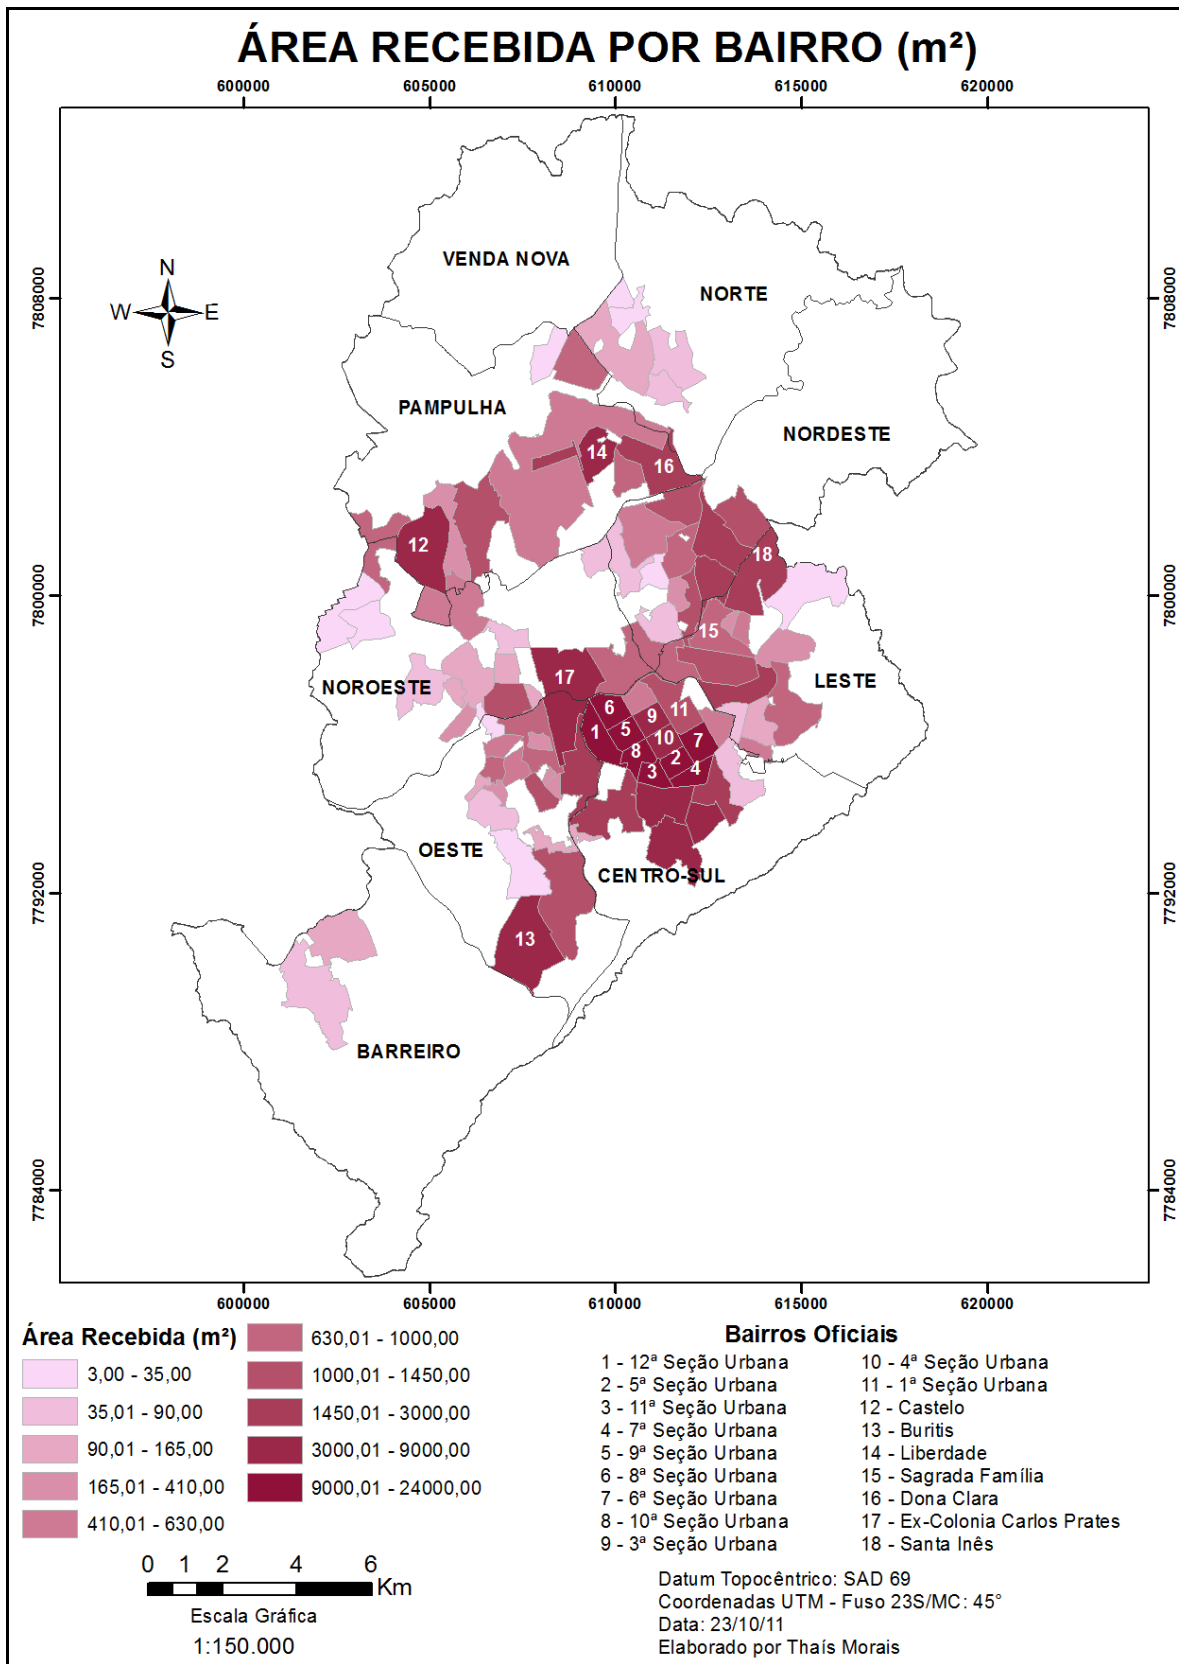 ÁREA RECEBIDA POR BAIRRO (m²)
600000 605000 610000 615000 620000
7808000 7808000
7800000 7800000
7792000 7792000
7784000 7784000
N
W E
S
VENDA NOVA
NORTE
PAMPULHA
NORDESTE
14
16
12
18
15
NOROESTE
17
LESTE
6
9
11
1
5
10
7
8
2
3
4
OESTE
CENTRO-SUL
13
BARREIRO
600000 605000 610000 615000 620000
Área Recebida (m²)
3,00 - 35,00
35,01 - 90,00
90,01 - 165,00
165,01 - 410,00
410,01 - 630,00
630,01 - 1000,00
1000,01 - 1450,00
1450,01 - 3000,00
3000,01 - 9000,00
9000,01 - 24000,00
0 1 2 4 6
Km
Escala Gráfica
1:150.000
Bairros Oficiais
1 - 12ª Seção Urbana
2 - 5ª Seção Urbana
3 - 11ª Seção Urbana
4 - 7ª Seção Urbana
5 - 9ª Seção Urbana
6 - 8ª Seção Urbana
7 - 6ª Seção Urbana
8 - 10ª Seção Urbana
9 - 3ª Seção Urbana
10 - 4ª Seção Urbana
11 - 1ª Seção Urbana
12 - Castelo
13 - Buritis
14 - Liberdade
15 - Sagrada Família
16 - Dona Clara
17 - Ex-Colonia Carlos Prates
18 - Santa Inês
Datum Topocêntrico: SAD 69
Coordenadas UTM - Fuso 23S/MC: 45°
Data: 23/10/11
Elaborado por Thaís Morais